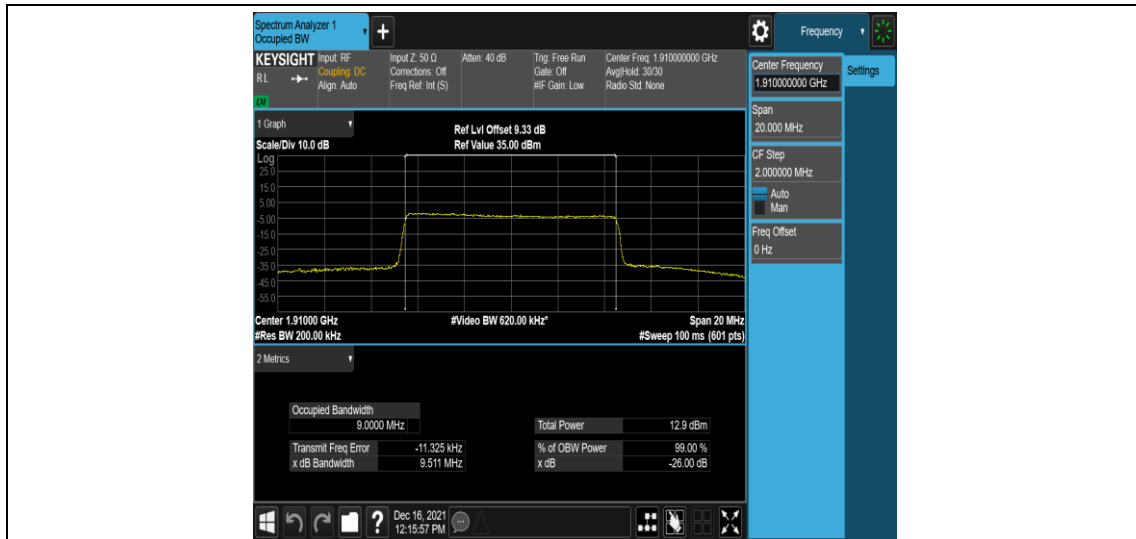 Spectrum Analyzer 1
Occupied BW
+
Frequency
KEYSIGHT
RL
LXI
Input: RF
Coupling: DC
Align: Auto
Input Z: 50 Ω
Corrections: Off
Freq Ref: Int (S)
Atten: 40 dB
Trig: Free Run
Gate: Off
#IF Gain: Low
Center Freq: 1.910000000 GHz
Avg|Hold: 30/30
Radio Std: None
Center Frequency
1.910000000 GHz
Settings
Span
20.000 MHz
CF Step
2.000000 MHz
Auto
Man
Freq Offset
0 Hz
1 Graph
Scale/Div 10.0 dB
Ref Lvl Offset 9.33 dB
Ref Value 35.00 dBm
Log
25.0
15.0
5.00
-5.00
-15.0
-25.0
-35.0
-45.0
-55.0
Center 1.91000 GHz
#Video BW 620.00 kHz*
Span 20 MHz
#Res BW 200.00 kHz
#Sweep 100 ms (601 pts)
2 Metrics
Occupied Bandwidth
9.0000 MHz
Total Power 12.9 dBm
Transmit Freq Error -11.325 kHz
% of OBW Power 99.00 %
x dB Bandwidth 9.511 MHz
x dB -26.00 dB
?
Dec 16, 2021
12:15:57 PM